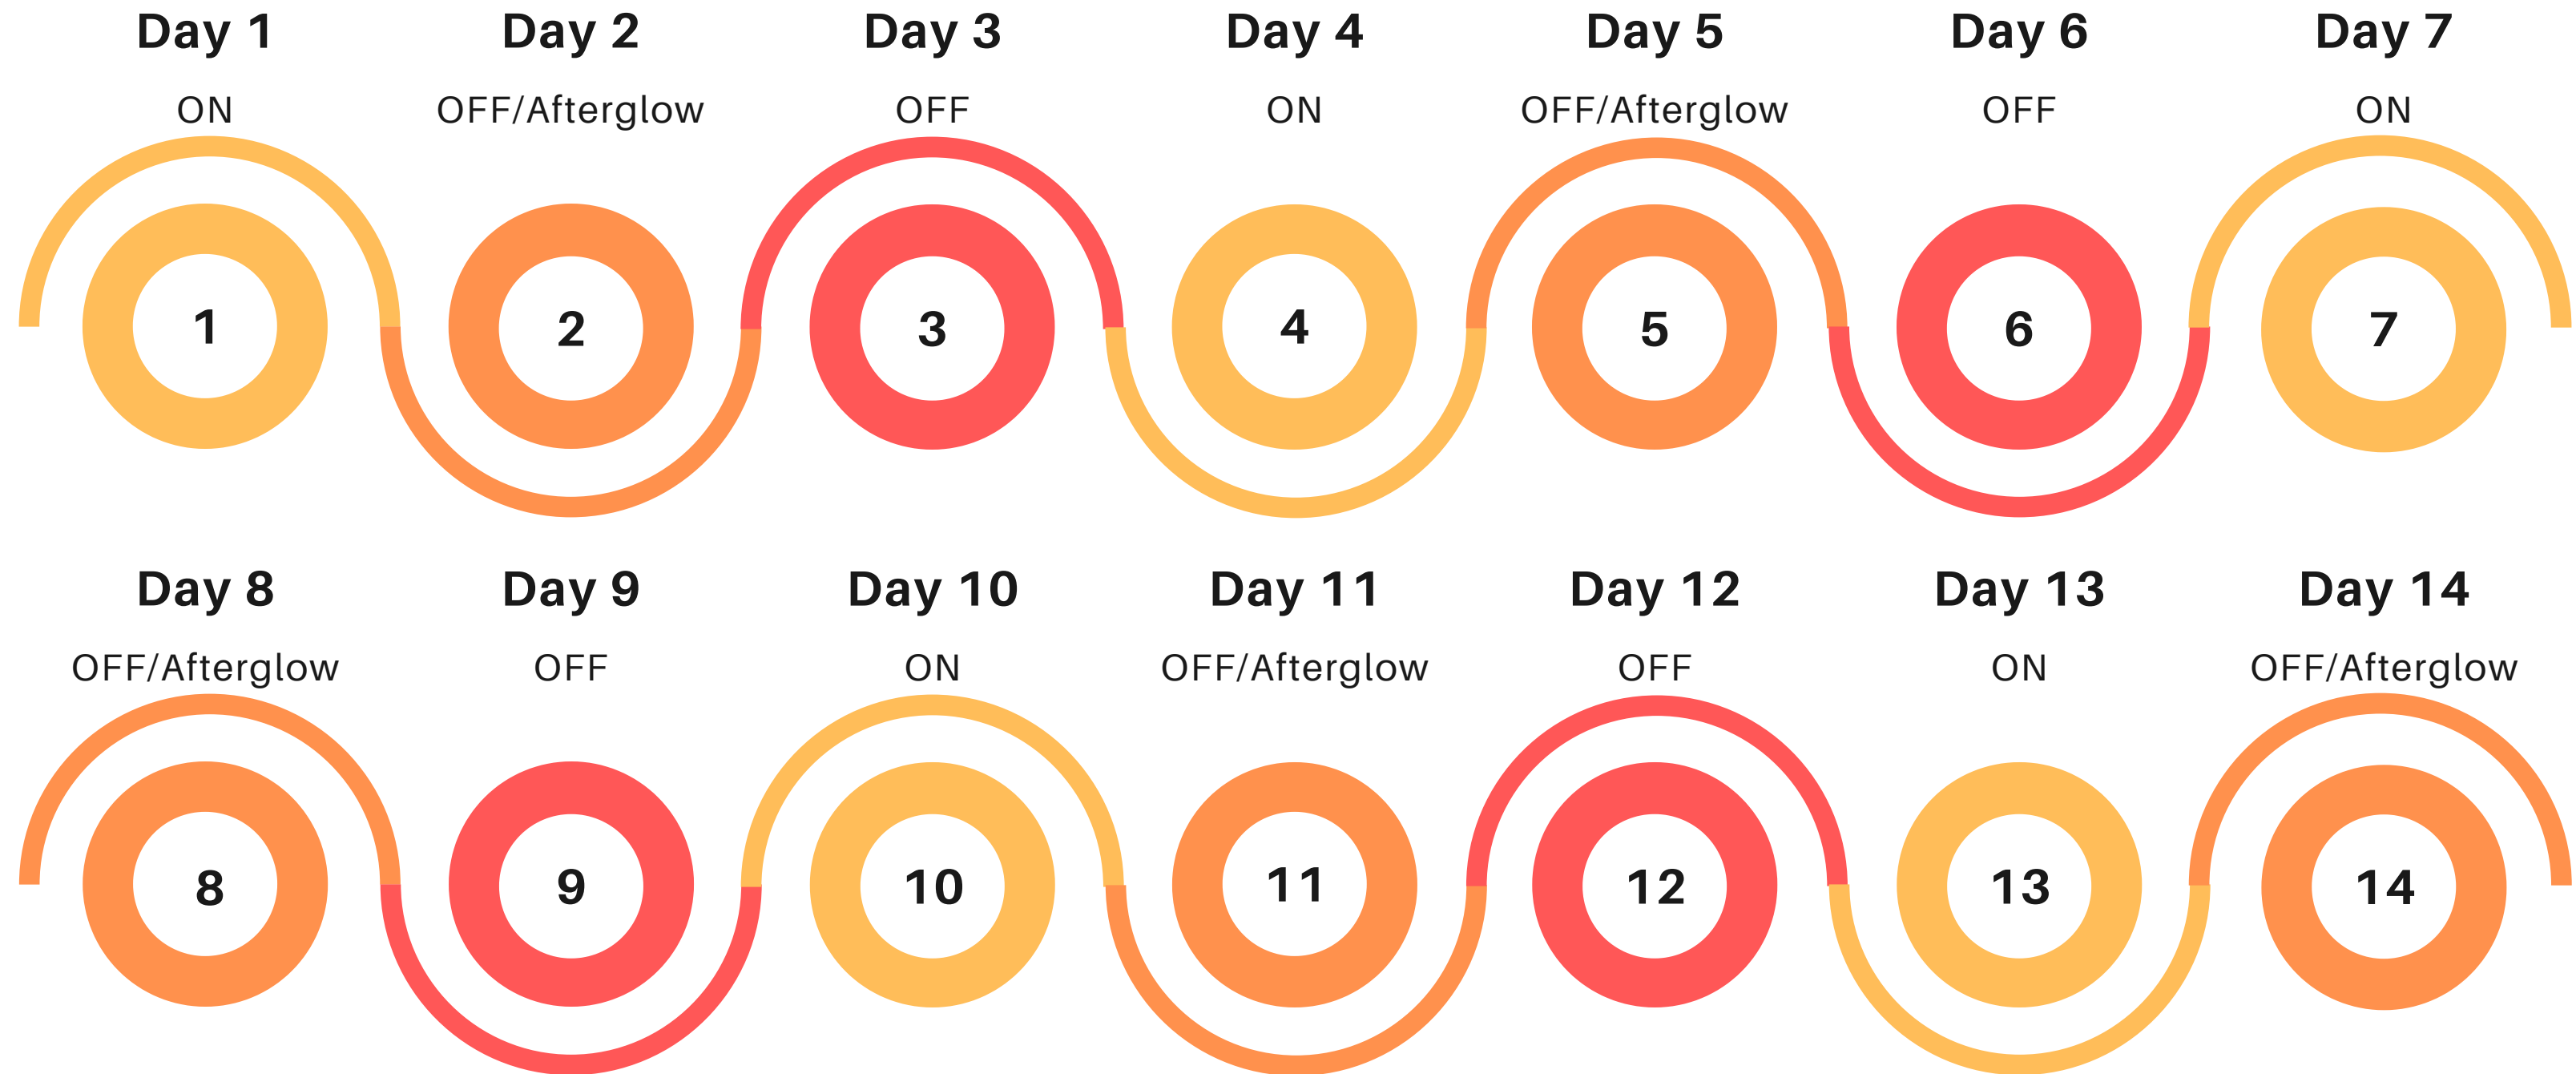 Day 1 Day 2 Day 3 Day 4 Day 5 Day 6 Day 7
ON OFF/Afterglow OFF ON OFF/Afterglow OFF ON
1 2 3 4 5 6 7
Day 8 Day 9 Day 10 Day 11 Day 12 Day 13 Day 14
OFF/Afterglow OFF ON OFF/Afterglow OFF ON OFF/Afterglow
8 9 10 11 12 13 14